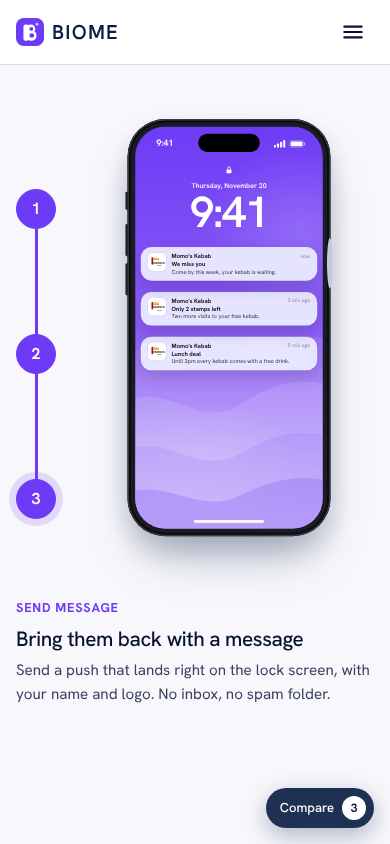 BIOME
9:41
Thursday, November 20
9:41
Momo's Kebab
now
We miss you
Come by this week, your kebab is waiting.
Momo's Kebab
2 min ago
Only 2 stamps left
Two more visits to your free kebab.
Momo's Kebab
5 min ago
Lunch deal
Until 2pm every kebab comes with a free drink.
1
2
3
SEND MESSAGE
Bring them back with a message
Send a push that lands right on the lock screen, with
your name and logo. No inbox, no spam folder.
Compare 3